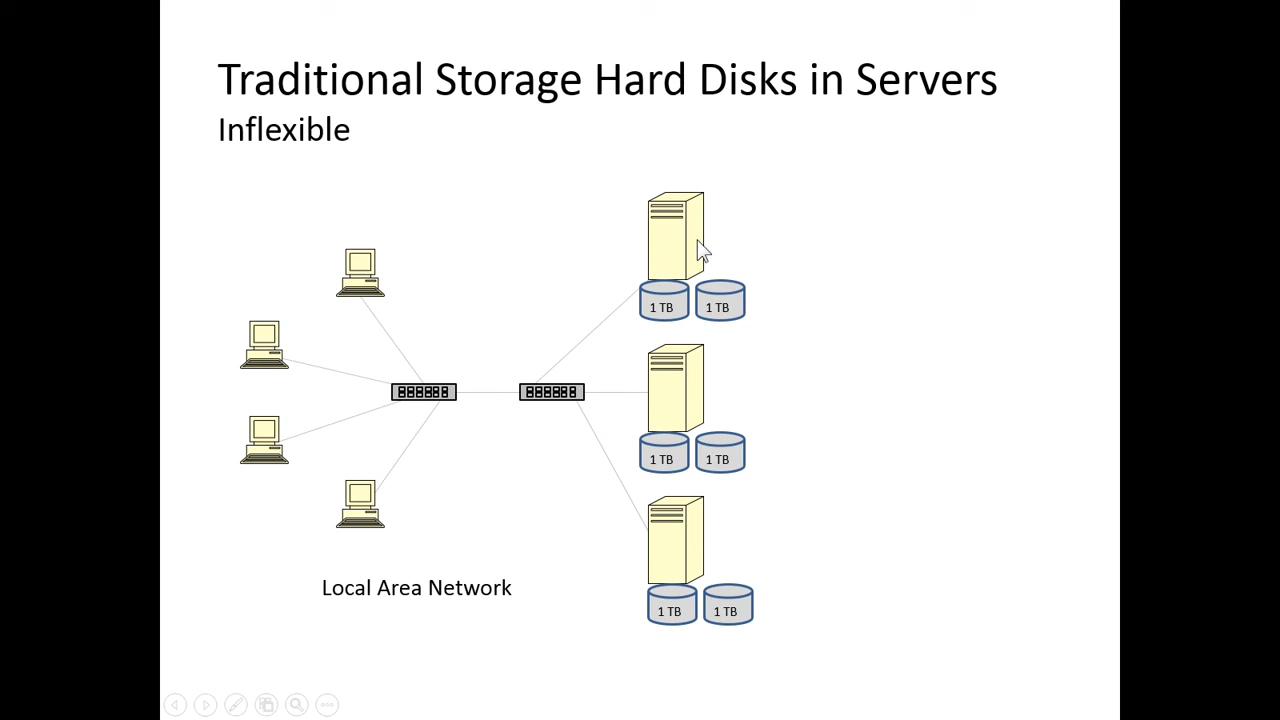 Traditional Storage Hard Disks in Servers
Inflexible
1 TB 1 TB
1 TB 1 TB
Local Area Network
1 TB 1 TB